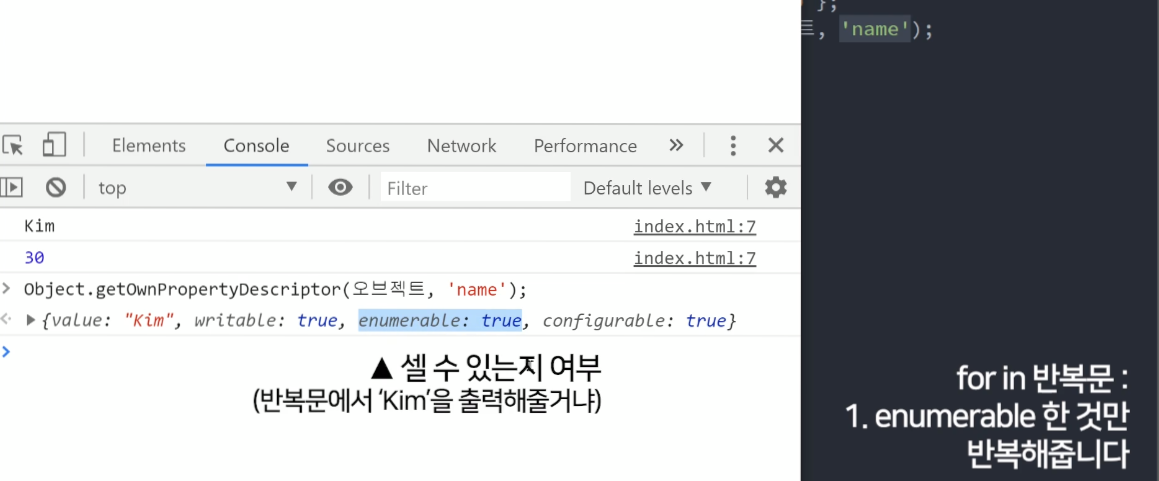 };
트, 'name');
Elements Console Sources Network Performance
top Filter Default levels
Kim index.html:7
30 index.html:7
Object.getOwnPropertyDescriptor(오브젝트, 'name');
{value: "Kim", writable: true, enumerable: true, configurable: true}
▲ 셀 수 있는지 여부
(반복문에서 ‘Kim’을 출력해줄거냐)
for in 반복문 :
1. enumerable 한 것만
반복해줍니다